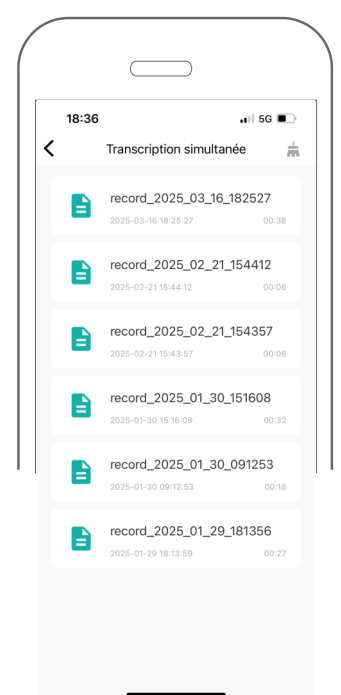 18:36
5G
Transcription simultanée
record_2025_03_16_182527
2025-03-16 18:25:27 00:38
record_2025_02_21_154412
2025-02-21 15:44:12 00:06
record_2025_02_21_154357
2025-02-21 15:43:57 00:06
record_2025_01_30_151608
2025-01-30 15:16:09 00:32
record_2025_01_30_091253
2025-01-30 09:12:53 00:18
record_2025_01_29_181356
2025-01-29 18:13:59 00:27